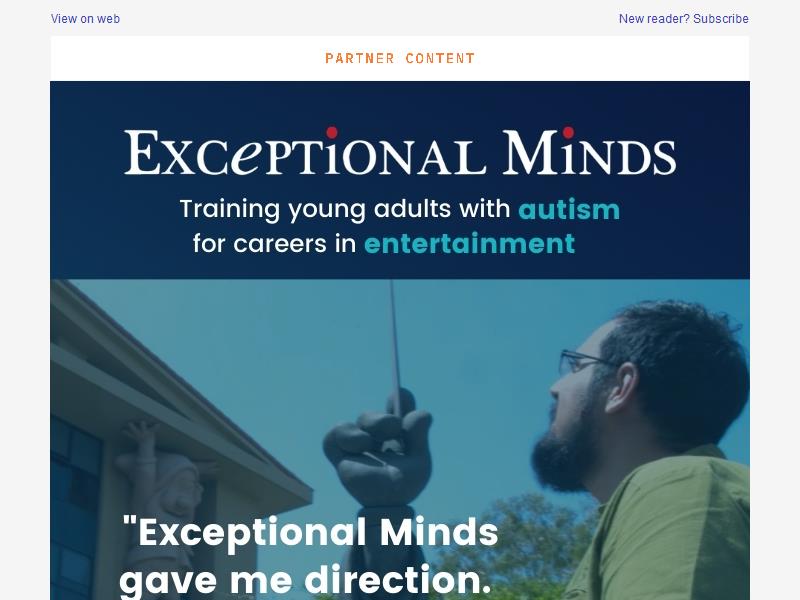 View on web
New reader? Subscribe
PARTNER CONTENT
EXCePTiONAL MiNDS
Training young adults with autism
for careers in entertainment
"Exceptional Minds
gave me direction.